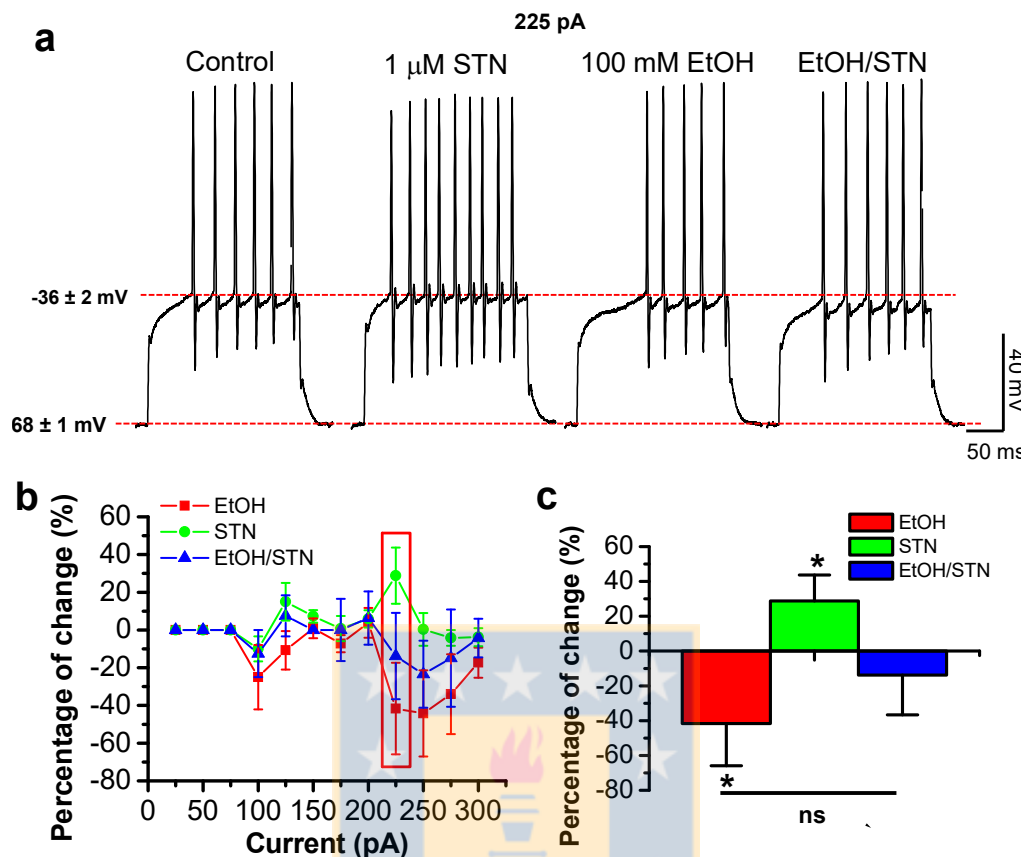 225 pA
a
Control
1 μM STN
100 mM EtOH
EtOH/STN
-36 ± 2 mV
68 ± 1 mV
40 mV
50 ms
b
EtOH
STN
EtOH/STN
Percentage of change (%)
60
40
20
0
-20
-40
-60
-80
0 50 100 150 200 250 300
Current (pA)
c
EtOH
STN
EtOH/STN
Percentage of change (%)
60
40
20
0
-20
-40
-60
-80
*
*
ns